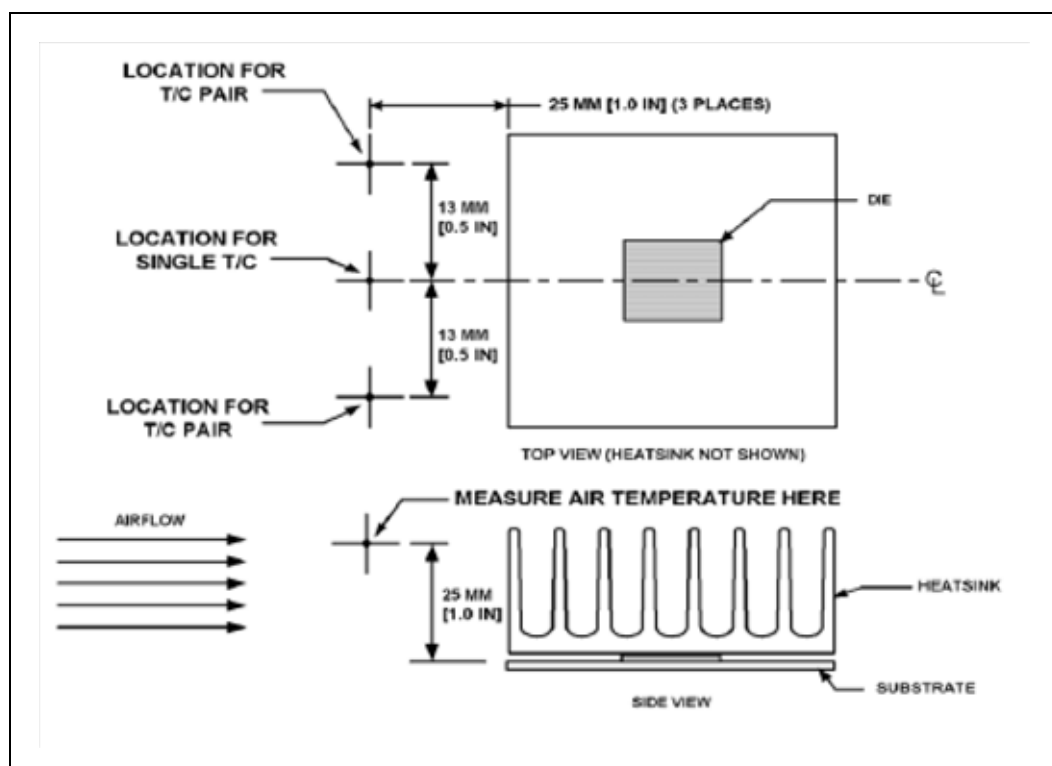 LOCATION FOR
T/C PAIR
25 MM [1.0 IN] (3 PLACES)
13 MM
[0.5 IN]
DIE
LOCATION FOR
SINGLE T/C
℄
13 MM
[0.5 IN]
LOCATION FOR
T/C PAIR
TOP VIEW (HEATSINK NOT SHOWN)
MEASURE AIR TEMPERATURE HERE
AIRFLOW
25 MM
[1.0 IN]
HEATSINK
SUBSTRATE
SIDE VIEW